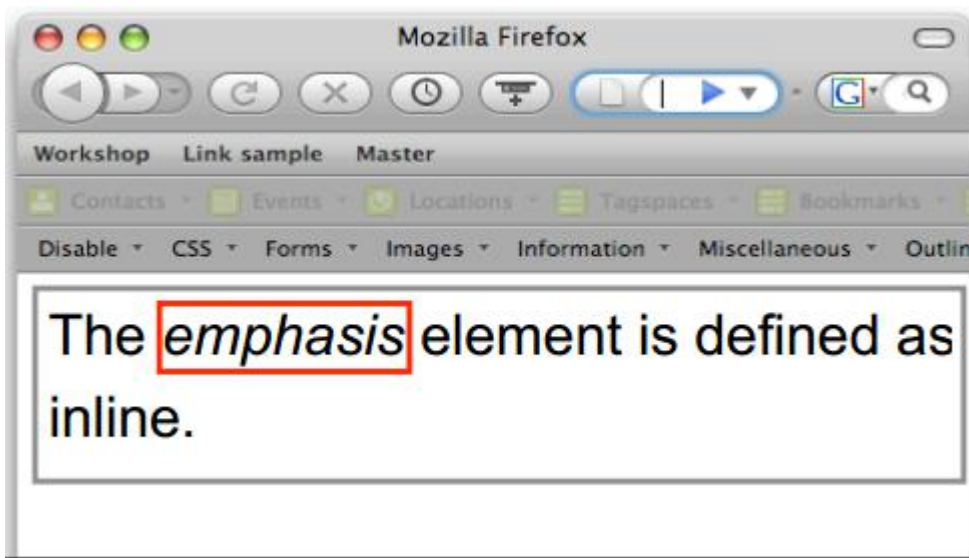 Mozilla Firefox
G
Workshop Link sample Master
Contacts Events Locations Tagspaces Bookmarks
Disable CSS Forms Images Information Miscellaneous Outlin
The emphasis element is defined as
inline.